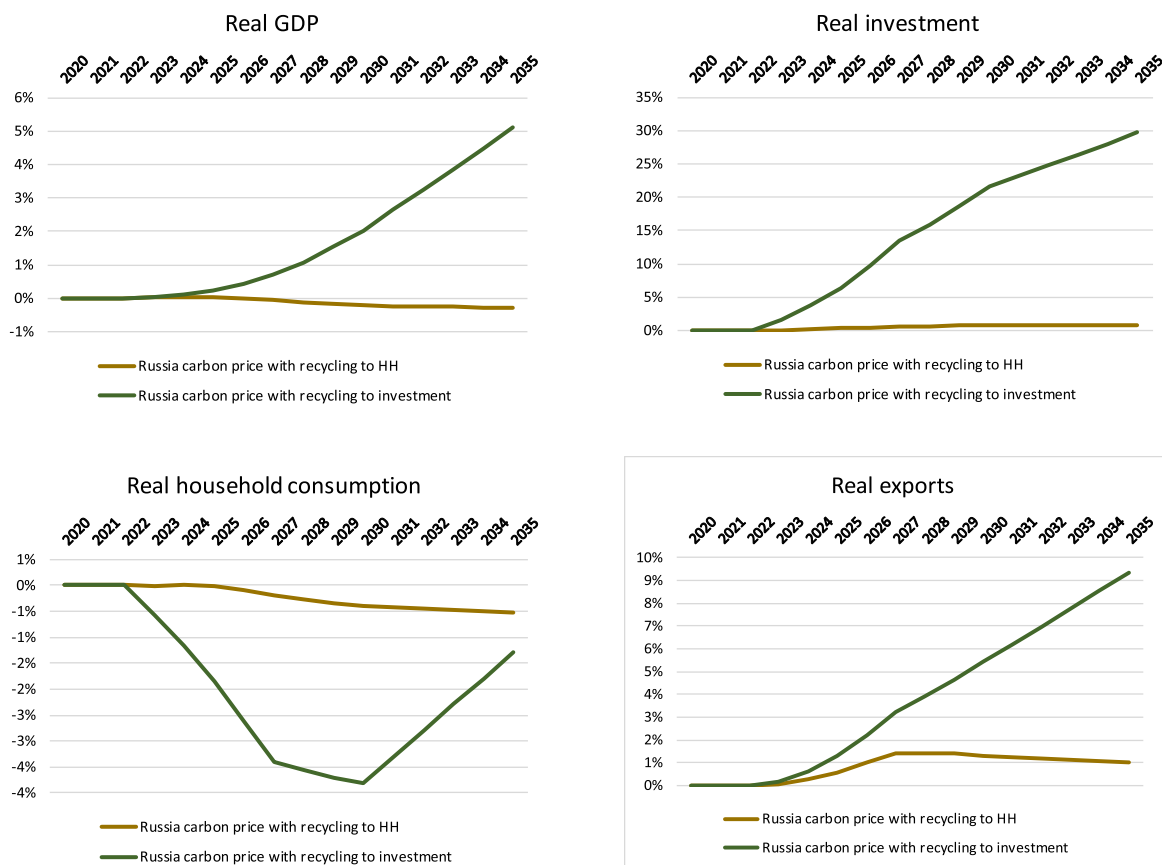 Real GDP
2020 2021 2022 2023 2024 2025 2026 2027 2028 2029 2030 2031 2032 2033 2034 2035
6%
5%
4%
3%
3%
2%
1%
0%
-1%
Russia carbon price with recycling to HH
Russia carbon price with recycling to investment
Real investment
2020 2021 2022 2023 2024 2025 2026 2027 2028 2029 2030 2031 2032 2033 2034 2035
35%
30%
25%
20%
15%
10%
5%
0%
Russia carbon price with recycling to HH
Russia carbon price with recycling to investment
Real household consumption
2020 2021 2022 2023 2024 2025 2026 2027 2028 2029 2030 2031 2032 2033 2034 2035
1%
0%
-1%
-1%
-2%
-2%
-3%
-3%
-4%
-4%
Russia carbon price with recycling to HH
Russia carbon price with recycling to investment
Real exports
2020 2021 2022 2023 2024 2025 2026 2027 2028 2029 2030 2031 2032 2033 2034 2035
10%
9%
8%
7%
6%
5%
4%
3%
2%
1%
0%
Russia carbon price with recycling to HH
Russia carbon price with recycling to investment